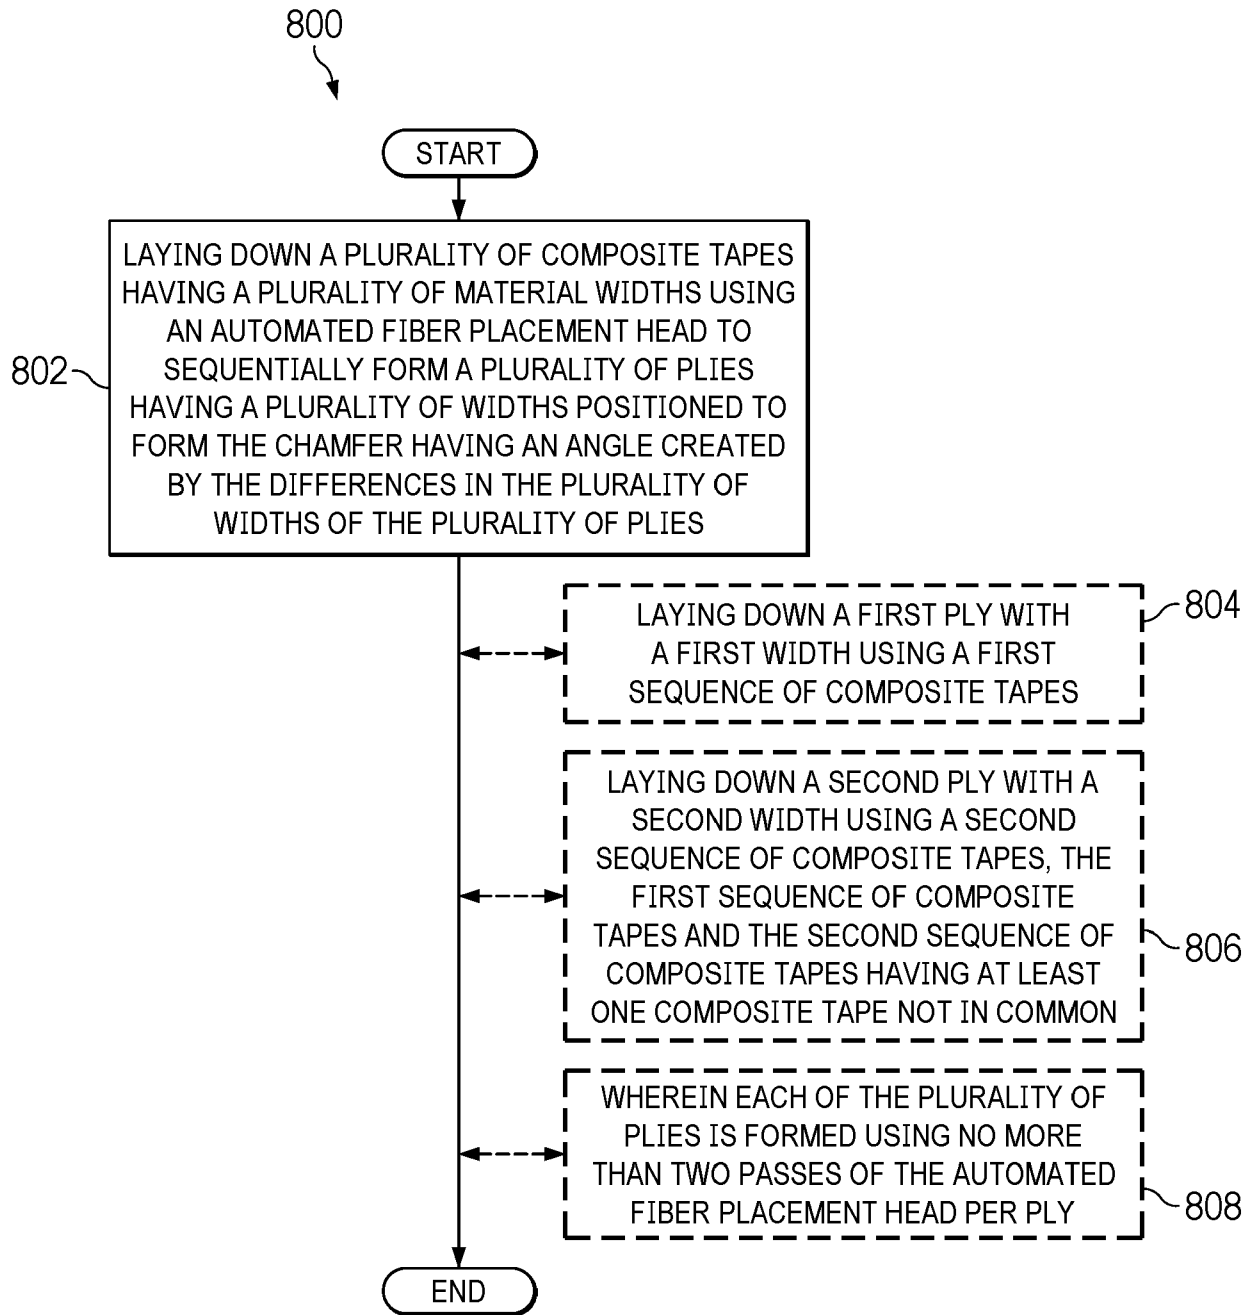 800
START
802
LAYING DOWN A PLURALITY OF COMPOSITE TAPES
HAVING A PLURALITY OF MATERIAL WIDTHS USING
AN AUTOMATED FIBER PLACEMENT HEAD TO
SEQUENTIALLY FORM A PLURALITY OF PLIES
HAVING A PLURALITY OF WIDTHS POSITIONED TO
FORM THE CHAMFER HAVING AN ANGLE CREATED
BY THE DIFFERENCES IN THE PLURALITY OF
WIDTHS OF THE PLURALITY OF PLIES
LAYING DOWN A FIRST PLY WITH
A FIRST WIDTH USING A FIRST
SEQUENCE OF COMPOSITE TAPES
804
LAYING DOWN A SECOND PLY WITH A
SECOND WIDTH USING A SECOND
SEQUENCE OF COMPOSITE TAPES, THE
FIRST SEQUENCE OF COMPOSITE
TAPES AND THE SECOND SEQUENCE OF
COMPOSITE TAPES HAVING AT LEAST
ONE COMPOSITE TAPE NOT IN COMMON
806
WHEREIN EACH OF THE PLURALITY OF
PLIES IS FORMED USING NO MORE
THAN TWO PASSES OF THE AUTOMATED
FIBER PLACEMENT HEAD PER PLY
808
END